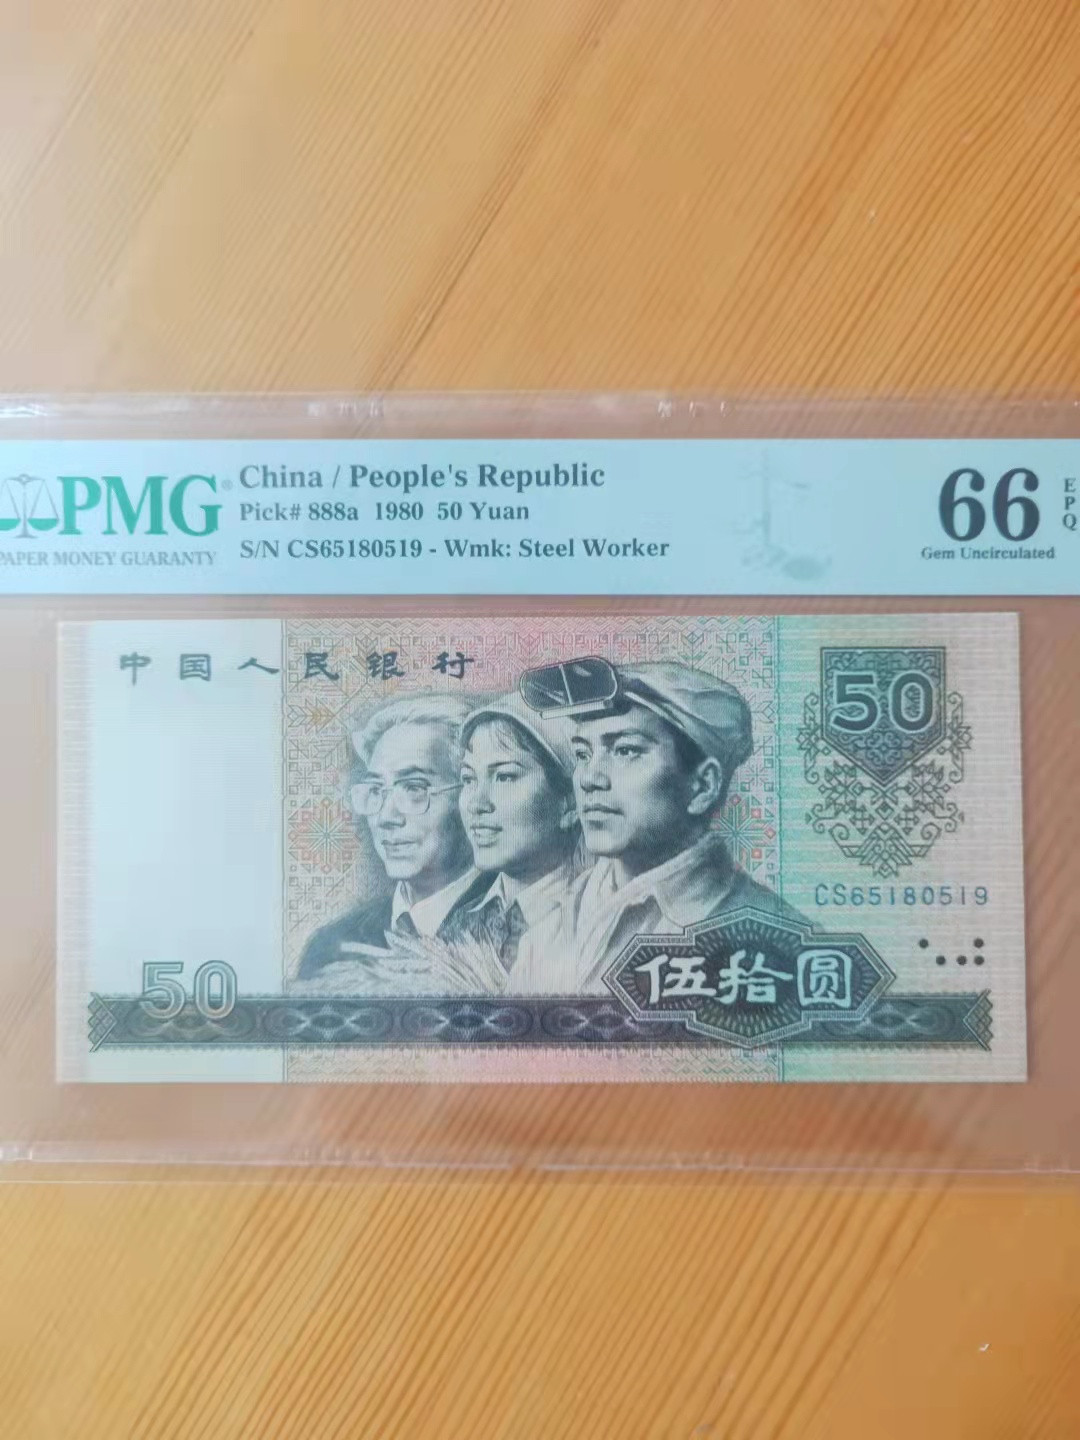 PMG®
PAPER MONEY GUARANTY
China / People's Republic
Pick# 888a 1980 50 Yuan
S/N CS65180519 - Wmk: Steel Worker
66
EPQ
Gem Uncirculated
中国人民银行
50
CS65180519
50
伍拾圆